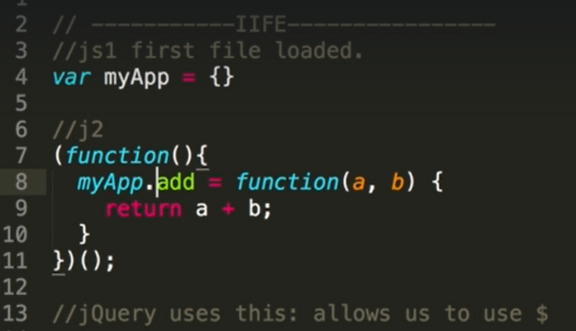 2 // -----------IIFE----------------
3 //js1 first file loaded.
4 var myApp = {}
5
6 //j2
7 (function(){
8 myApp.add = function(a, b) {
9 return a + b;
10 }
11 })();
12
13 //jQuery uses this: allows us to use $